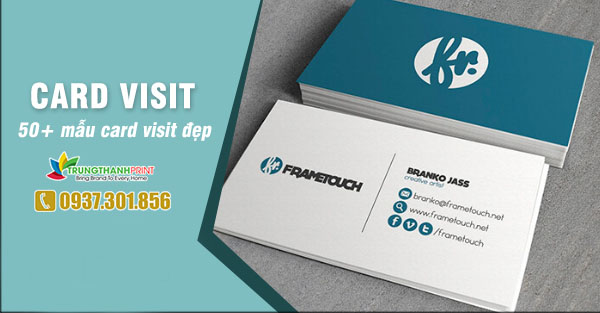 CARD VISIT
50+ mẫu card visit đẹp
TRUNGTHANHPRINT
Bring Brand To Every Home
0937.301.856
fr.
fr. FRAMETOUCH
BRANKO JASS
creative artist
branko@frametouch.net
www.frametouch.net
/frametouch